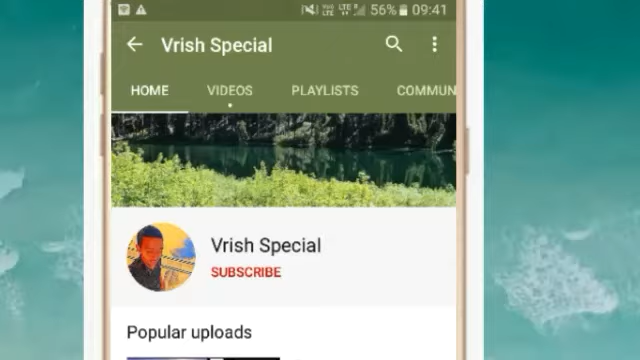 56% 09:41
Vrish Special
HOME VIDEOS PLAYLISTS COMMUN
Vrish Special
SUBSCRIBE
Popular uploads